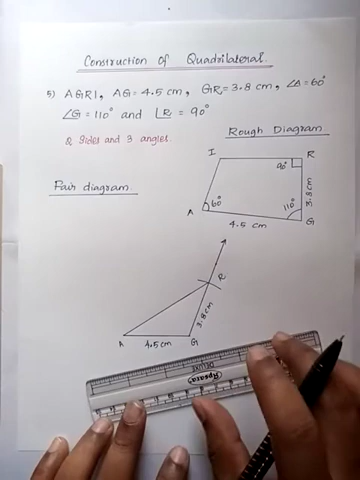 Construction Of Quadrilateral.
5) AGRI, AG = 4.5 cm, GR = 3.8 cm, ∠A = 60°
∠G = 110° and ∠R = 90°
2 Sides and 3 angles.
Rough Diagram
Fair diagram.
I
R
90°
3.8 cm
A
60°
110°
G
4.5 cm
R
3.8 cm
A
4.5 cm
G
Apsara